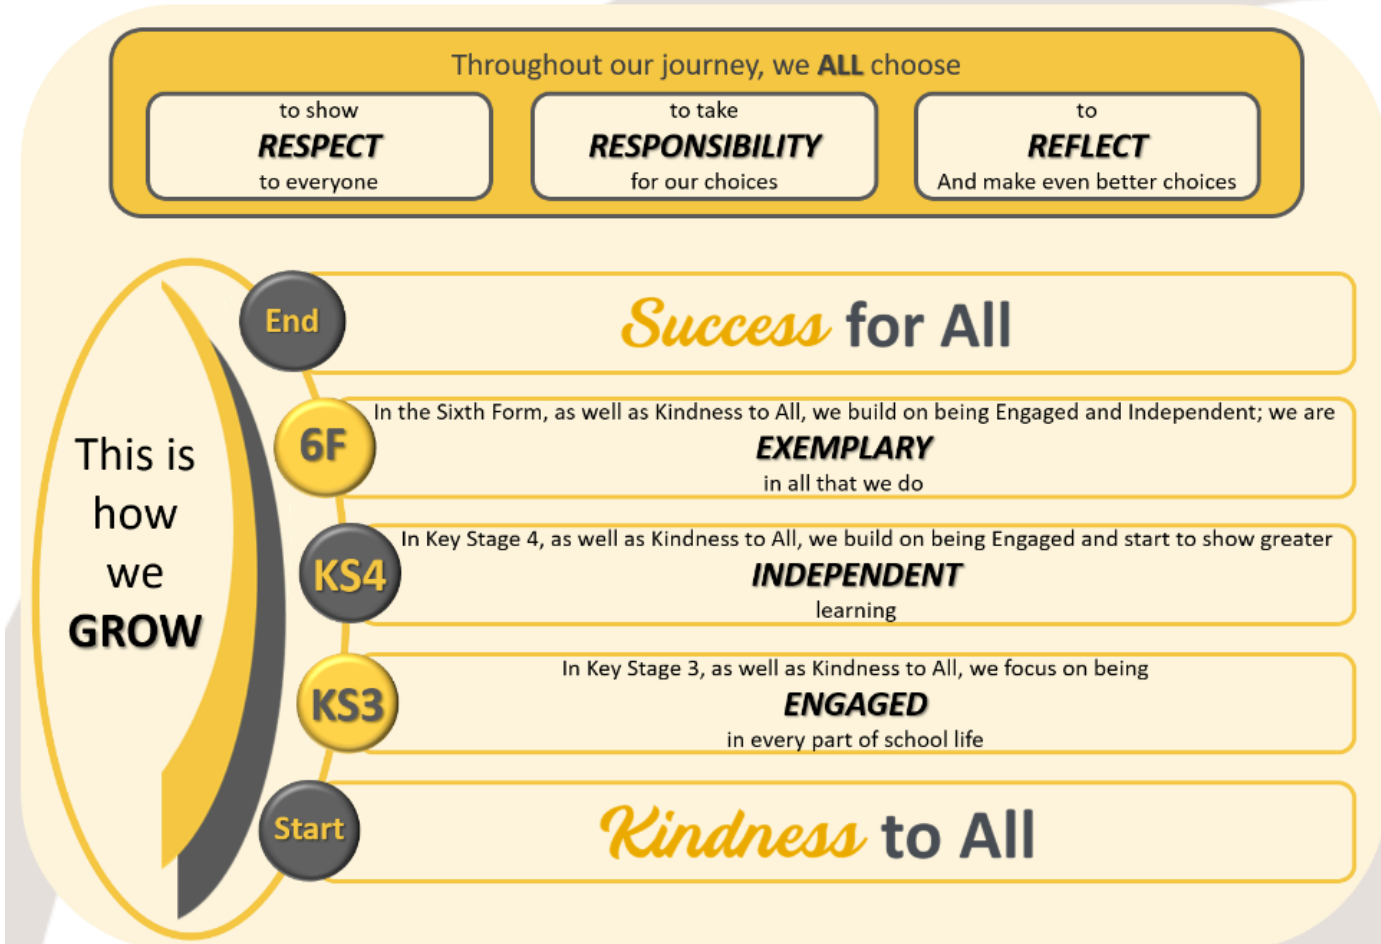 Throughout our journey, we ALL choose
to show
RESPECT
to everyone
to take
RESPONSIBILITY
for our choices
to
REFLECT
And make even better choices
This is
how
we
GROW
End
Success for All
6F
In the Sixth Form, as well as Kindness to All, we build on being Engaged and Independent; we are
EXEMPLARY
in all that we do
KS4
In Key Stage 4, as well as Kindness to All, we build on being Engaged and start to show greater
INDEPENDENT
learning
KS3
In Key Stage 3, as well as Kindness to All, we focus on being
ENGAGED
in every part of school life
Start
Kindness to All